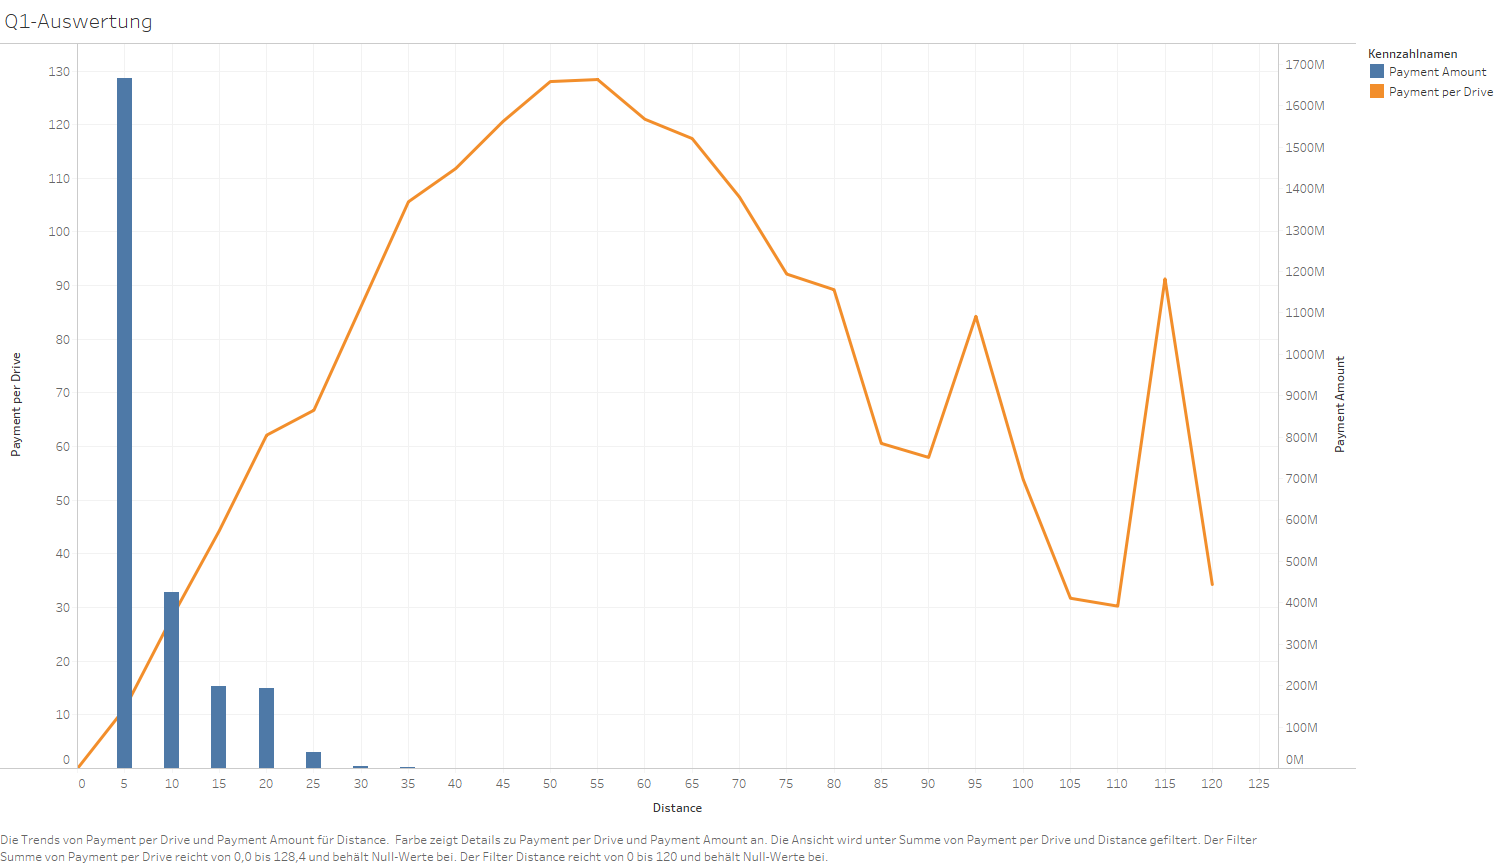 Q1-Auswertung
Kennzahlnamen
Payment Amount
Payment per Drive
130
120
110
100
90
80
70
60
50
40
30
20
10
0
Payment per Drive
1700M
1600M
1500M
1400M
1300M
1200M
1100M
1000M
900M
800M
700M
600M
500M
400M
300M
200M
100M
0M
Payment Amount
0 5 10 15 20 25 30 35 40 45 50 55 60 65 70 75 80 85 90 95 100 105 110 115 120 125
Distance
Die Trends von Payment per Drive und Payment Amount für Distance. Farbe zeigt Details zu Payment per Drive und Payment Amount an. Die Ansicht wird unter Summe von Payment per Drive und Distance gefiltert. Der Filter
Summe von Payment per Drive reicht von 0,0 bis 128,4 und behält Null-Werte bei. Der Filter Distance reicht von 0 bis 120 und behält Null-Werte bei.